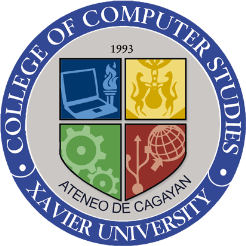 COLLEGE OF COMPUTER STUDIES
1993
ATENEO DE CAGAYAN
XAVIER UNIVERSITY